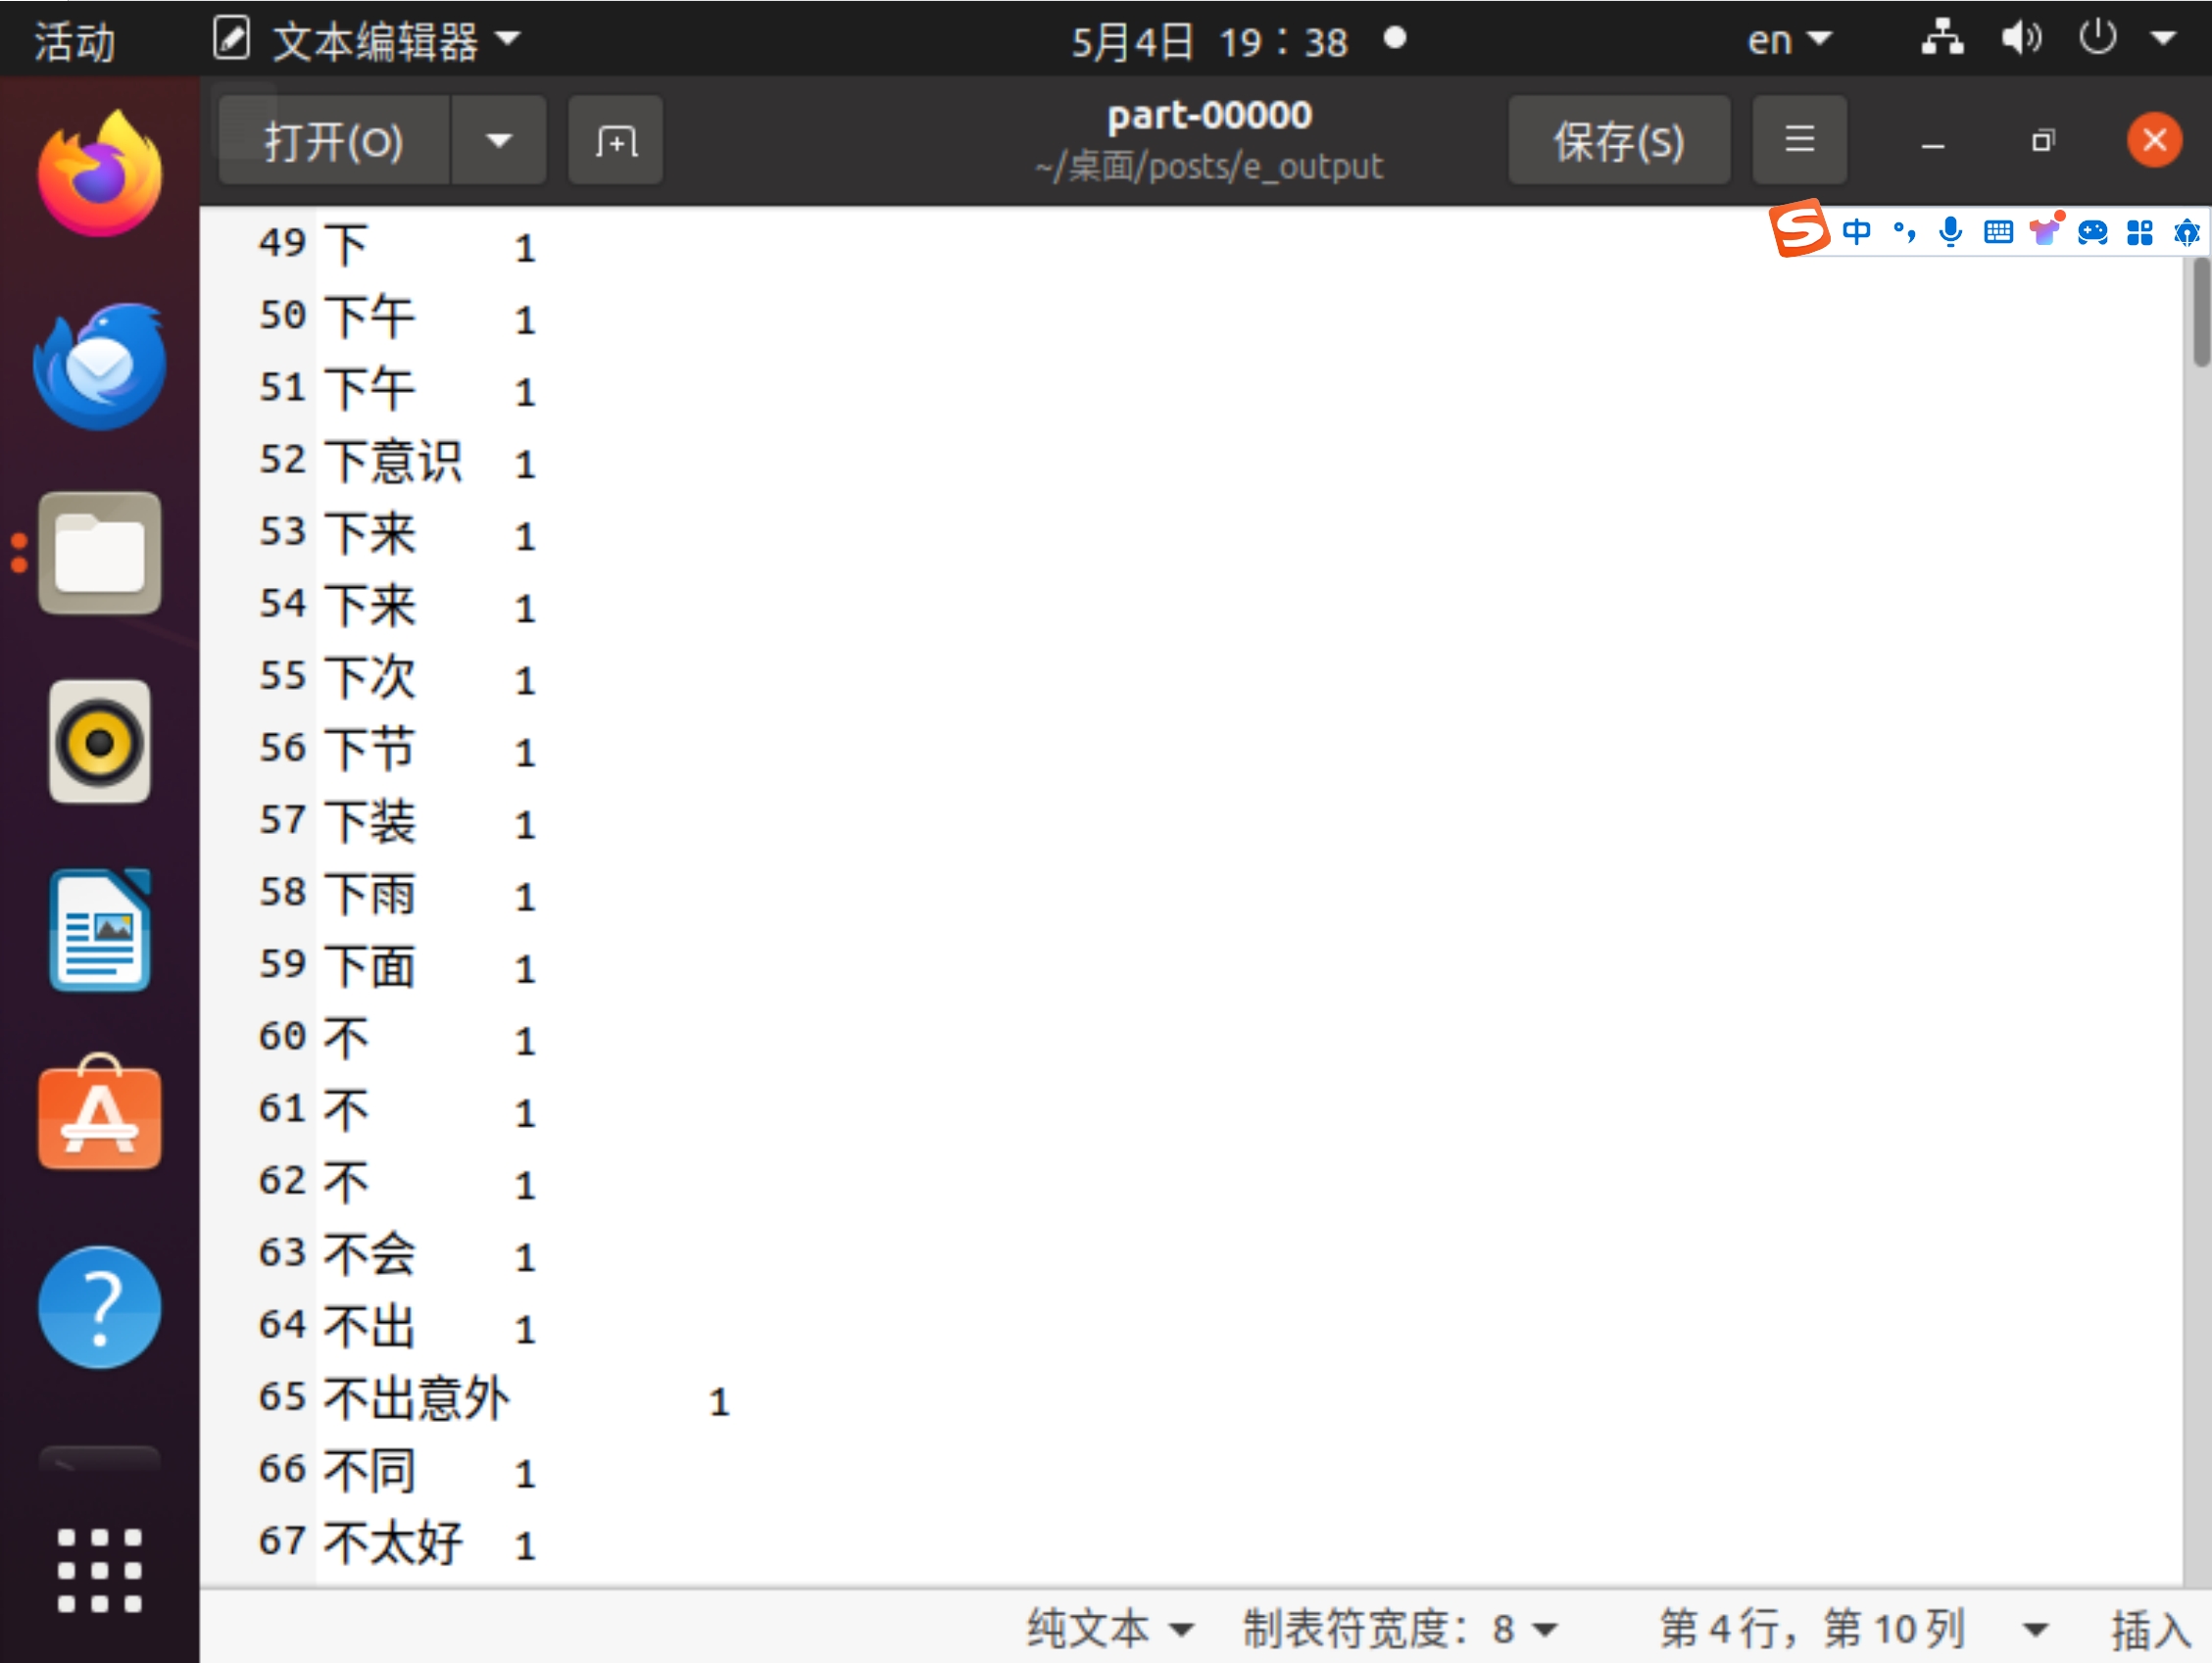 活动 文本编辑器 5月4日 19：38 en
打开(O) part-00000 保存(S)
~/桌面/posts/e_output
中
49 下 1
50 下午 1
51 下午 1
52 下意识 1
53 下来 1
54 下来 1
55 下次 1
56 下节 1
57 下装 1
58 下雨 1
59 下面 1
60 不 1
61 不 1
62 不 1
63 不会 1
64 不出 1
65 不出意外 1
66 不同 1
67 不太好 1
纯文本 制表符宽度：8 第 4 行，第 10 列 插入